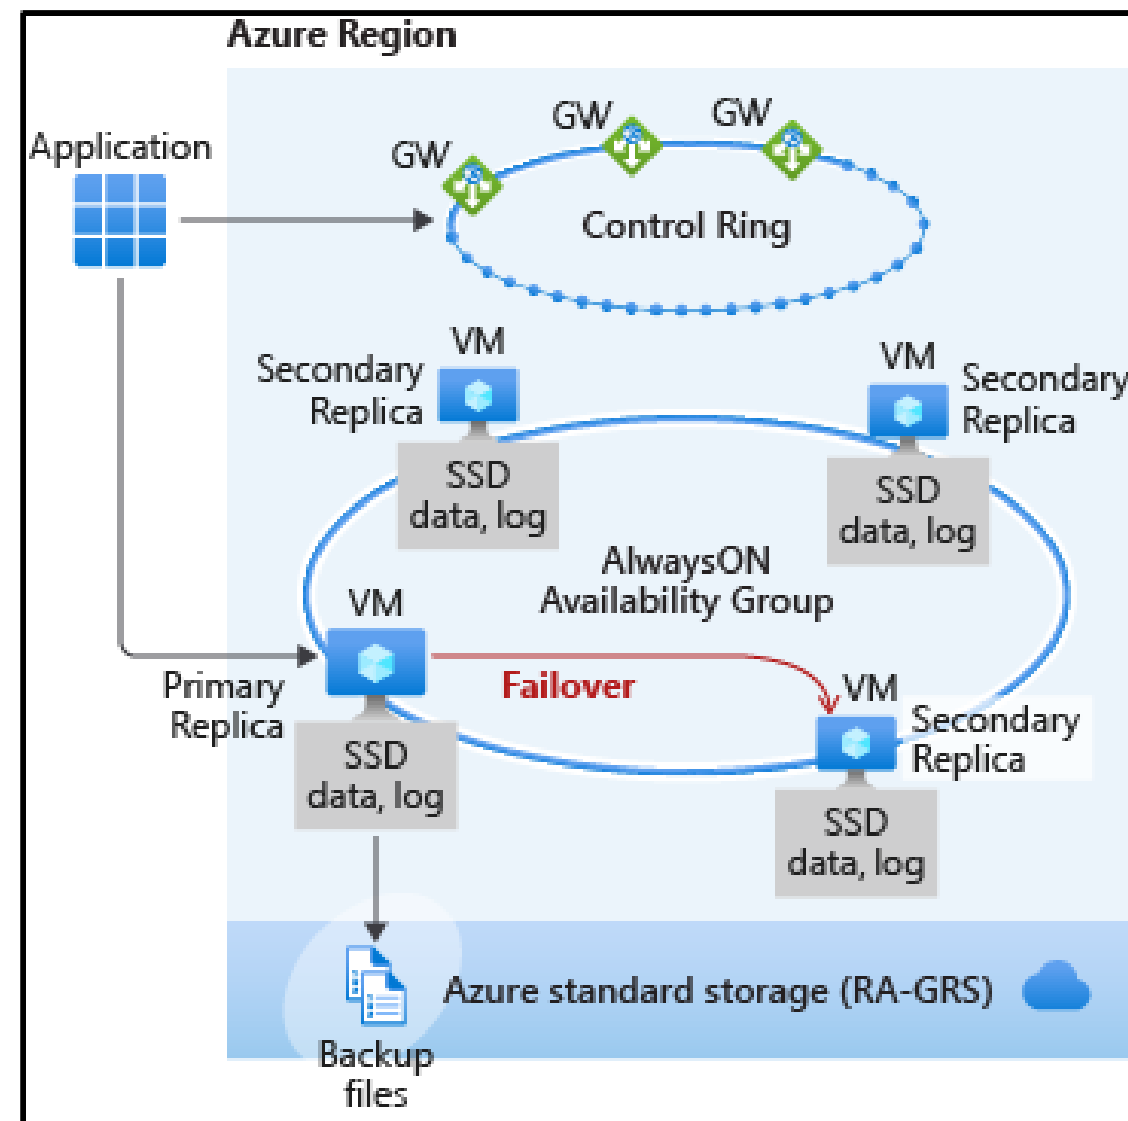 Azure Region
Application
GW
GW
GW
Control Ring
VM
Secondary
Replica
SSD
data, log
VM
Secondary
Replica
SSD
data, log
AlwaysON
Availability Group
VM
Primary
Replica
SSD
data, log
Failover
VM
Secondary
Replica
SSD
data, log
Azure standard storage (RA-GRS)
Backup
files